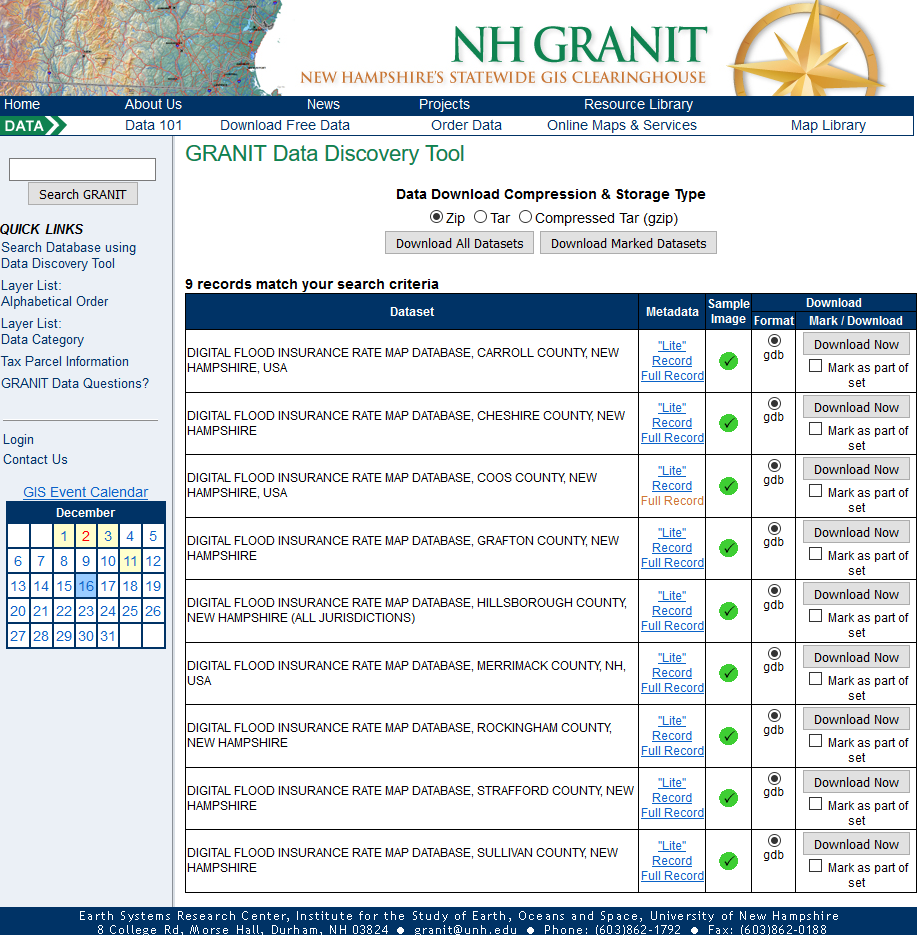 NH GRANIT
NEW HAMPSHIRE'S STATEWIDE GIS CLEARINGHOUSE
Home About Us News Projects Resource Library
DATA Data 101 Download Free Data Order Data Online Maps & Services Map Library
Search GRANIT
QUICK LINKS
Search Database using
Data Discovery Tool
Layer List:
Alphabetical Order
Layer List:
Data Category
Tax Parcel Information
GRANIT Data Questions?
Login
Contact Us
GIS Event Calendar
December
1 2 3 4 5
6 7 8 9 10 11 12
13 14 15 16 17 18 19
20 21 22 23 24 25 26
27 28 29 30 31
GRANIT Data Discovery Tool
Data Download Compression & Storage Type
Zip Tar Compressed Tar (gzip)
Download All Datasets Download Marked Datasets
9 records match your search criteria
Dataset Metadata Sample Image Download
Format Mark / Download
DIGITAL FLOOD INSURANCE RATE MAP DATABASE, CARROLL COUNTY, NEW
HAMPSHIRE, USA
"Lite"
Record
Full Record
gdb
Download Now
Mark as part of
set
DIGITAL FLOOD INSURANCE RATE MAP DATABASE, CHESHIRE COUNTY, NEW
HAMPSHIRE
"Lite"
Record
Full Record
gdb
Download Now
Mark as part of
set
DIGITAL FLOOD INSURANCE RATE MAP DATABASE, COOS COUNTY, NEW
HAMPSHIRE, USA
"Lite"
Record
Full Record
gdb
Download Now
Mark as part of
set
DIGITAL FLOOD INSURANCE RATE MAP DATABASE, GRAFTON COUNTY, NEW
HAMPSHIRE
"Lite"
Record
Full Record
gdb
Download Now
Mark as part of
set
DIGITAL FLOOD INSURANCE RATE MAP DATABASE, HILLSBOROUGH COUNTY,
NEW HAMPSHIRE (ALL JURISDICTIONS)
"Lite"
Record
Full Record
gdb
Download Now
Mark as part of
set
DIGITAL FLOOD INSURANCE RATE MAP DATABASE, MERRIMACK COUNTY, NH,
USA
"Lite"
Record
Full Record
gdb
Download Now
Mark as part of
set
DIGITAL FLOOD INSURANCE RATE MAP DATABASE, ROCKINGHAM COUNTY,
NEW HAMPSHIRE
"Lite"
Record
Full Record
gdb
Download Now
Mark as part of
set
DIGITAL FLOOD INSURANCE RATE MAP DATABASE, STRAFFORD COUNTY, NEW
HAMPSHIRE
"Lite"
Record
Full Record
gdb
Download Now
Mark as part of
set
DIGITAL FLOOD INSURANCE RATE MAP DATABASE, SULLIVAN COUNTY, NEW
HAMPSHIRE
"Lite"
Record
Full Record
gdb
Download Now
Mark as part of
set
Earth Systems Research Center, Institute for the Study of Earth, Oceans and Space, University of New Hampshire
8 College Rd, Morse Hall, Durham, NH 03824 ● granit@unh.edu ● Phone: (603)862-1792 ● Fax: (603)862-0188